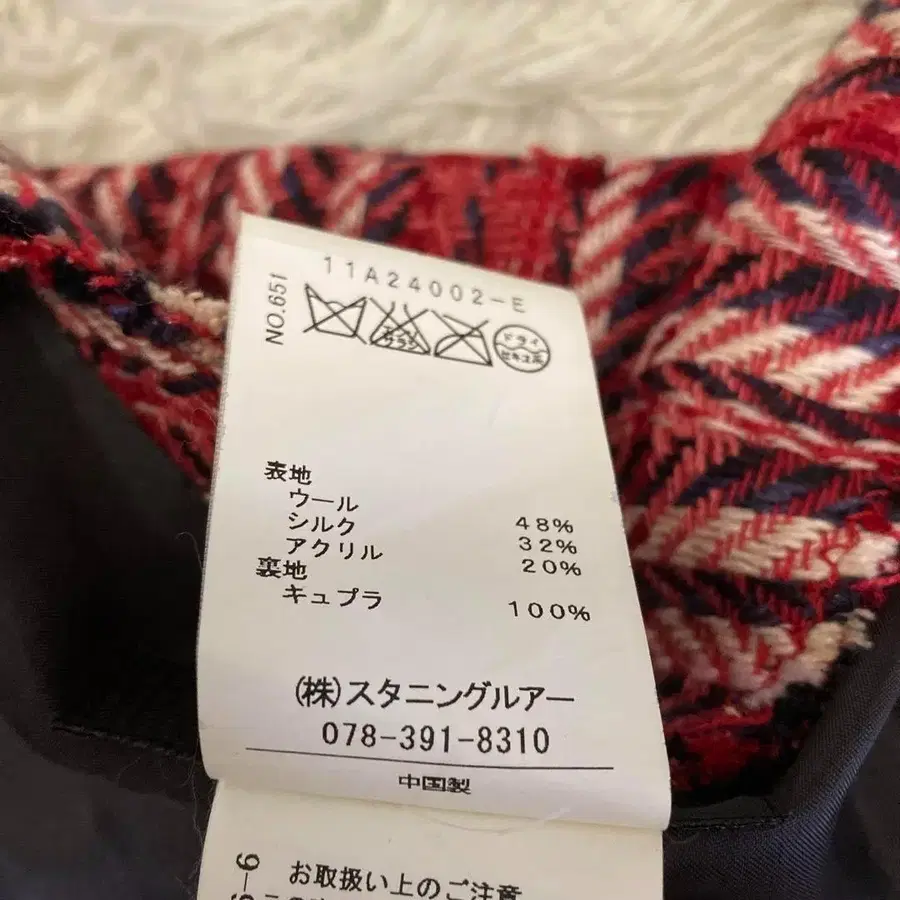 11A24002-E
NO.651
ドライ
セキユ系
表地
ウール 48%
シルク 32%
アクリル 20%
裏地
キュプラ 100%
(株)スタニングルアー
078-391-8310
中国製
お取扱い上のご注意